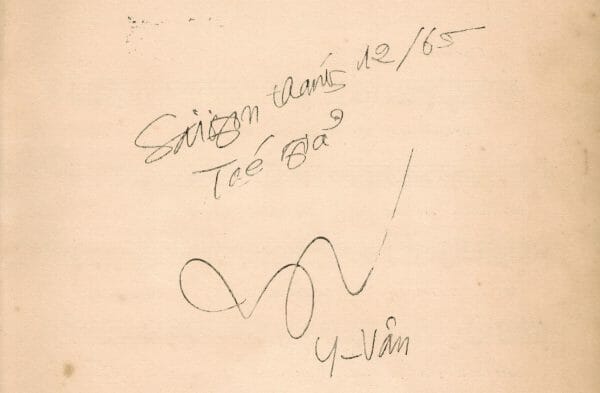 Saigon tháng 12/65
Tác giả
Y-Vân